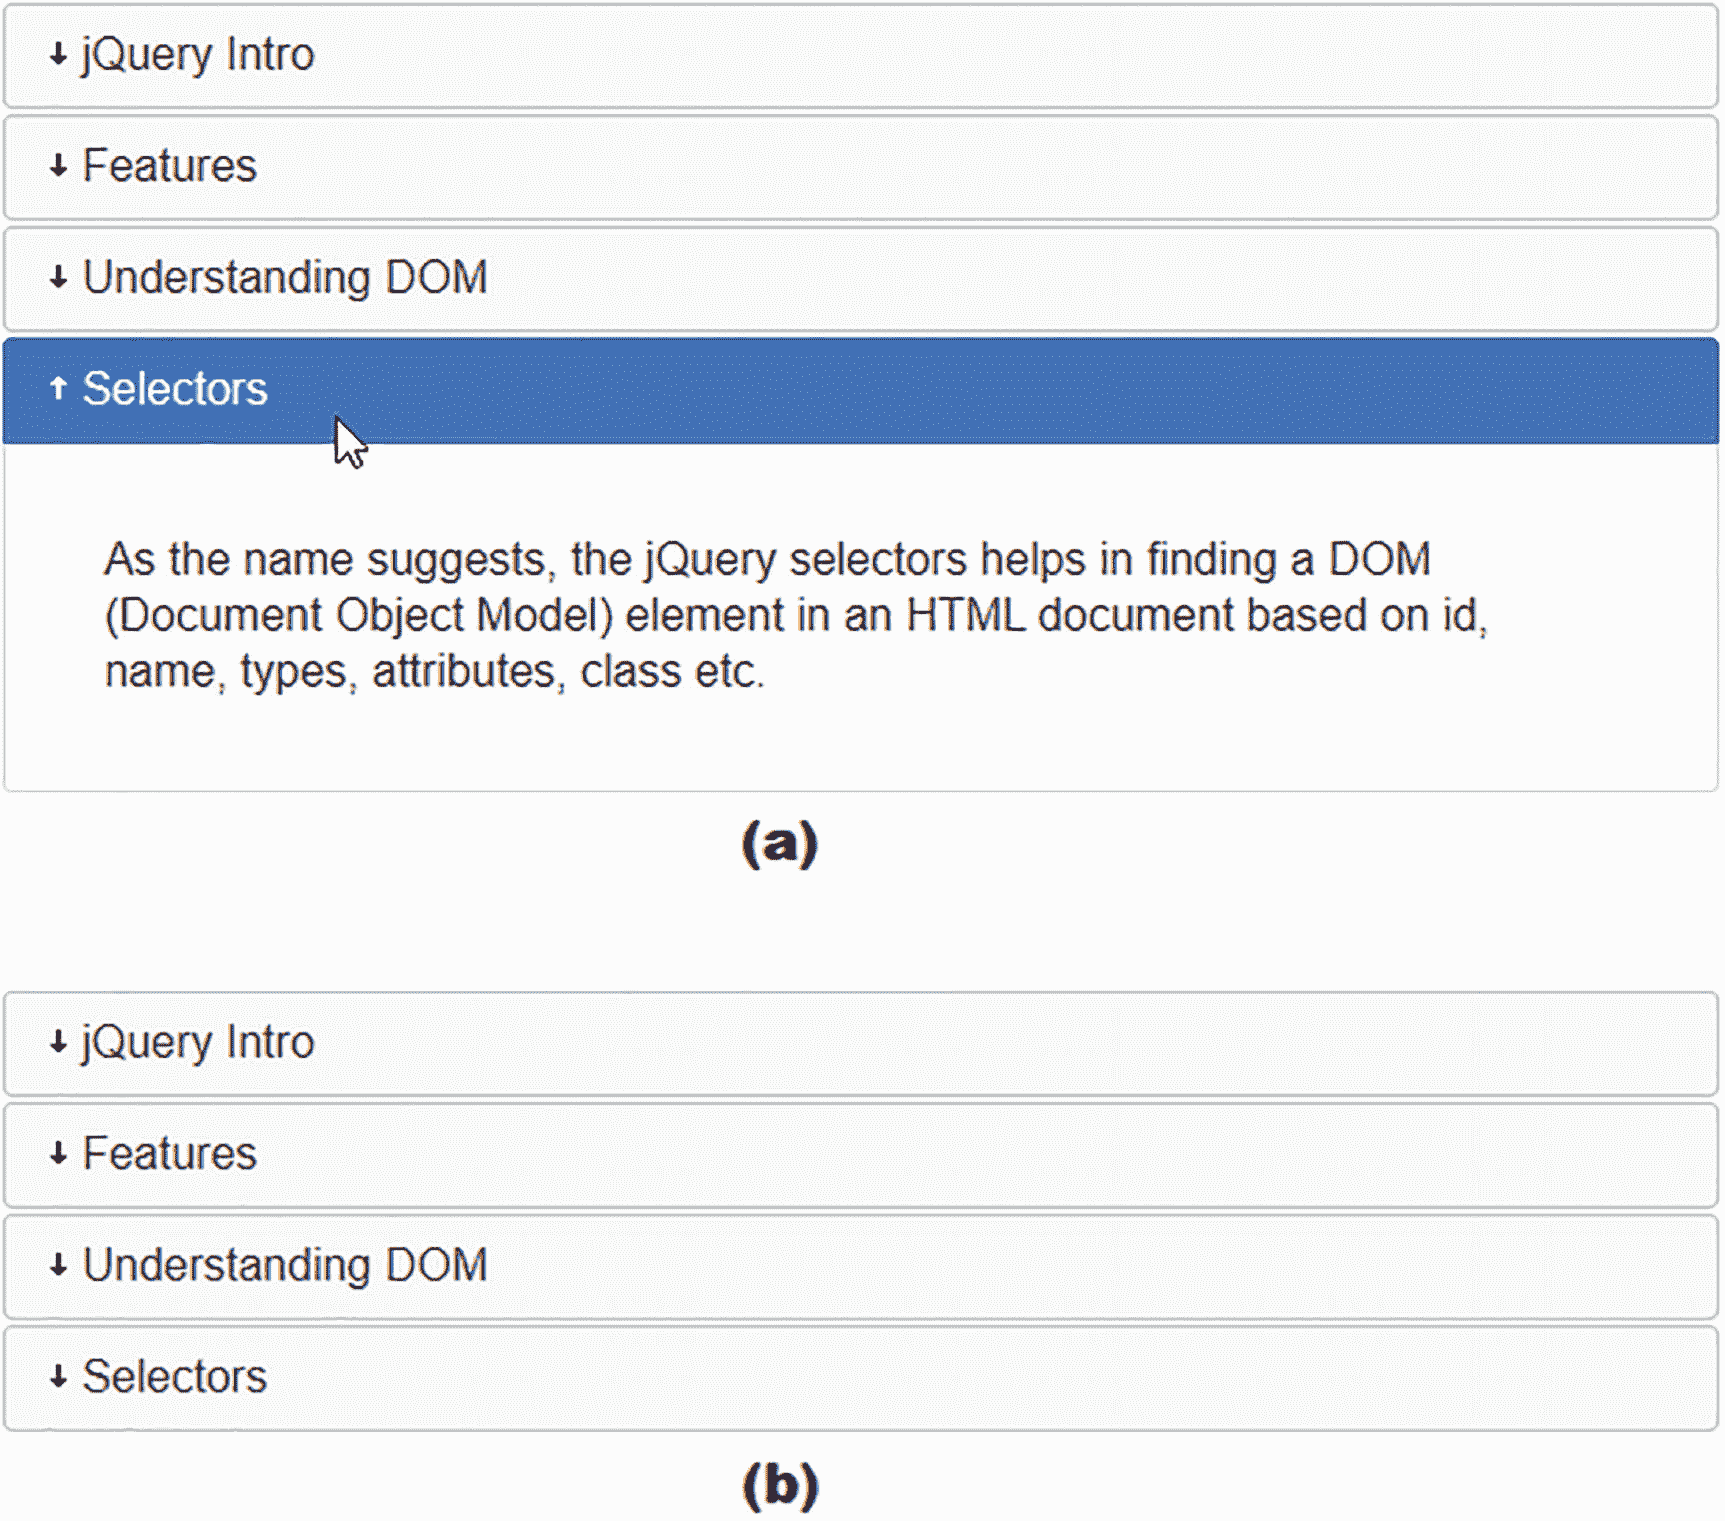 jQuery Intro
Features
Understanding DOM
Selectors
As the name suggests, the jQuery selectors helps in finding a DOM
(Document Object Model) element in an HTML document based on id,
name, types, attributes, class etc.
(a)
jQuery Intro
Features
Understanding DOM
Selectors
(b)